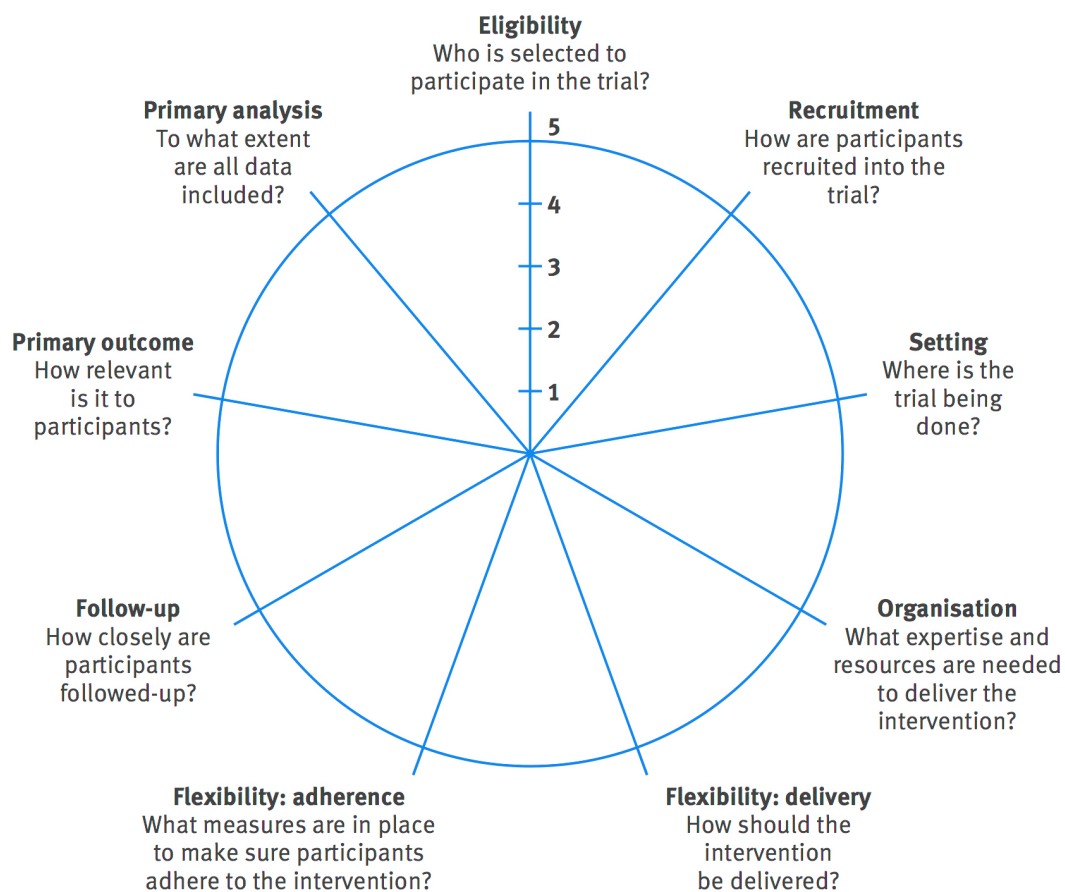 Eligibility
Who is selected to
participate in the trial?
Recruitment
How are participants
recruited into the
trial?
Setting
Where is the
trial being
done?
Organisation
What expertise and
resources are needed
to deliver the
intervention?
Flexibility: delivery
How should the
intervention
be delivered?
Flexibility: adherence
What measures are in place
to make sure participants
adhere to the intervention?
Follow-up
How closely are
participants
followed-up?
Primary outcome
How relevant
is it to
participants?
Primary analysis
To what extent
are all data
included?
5
4
3
2
1